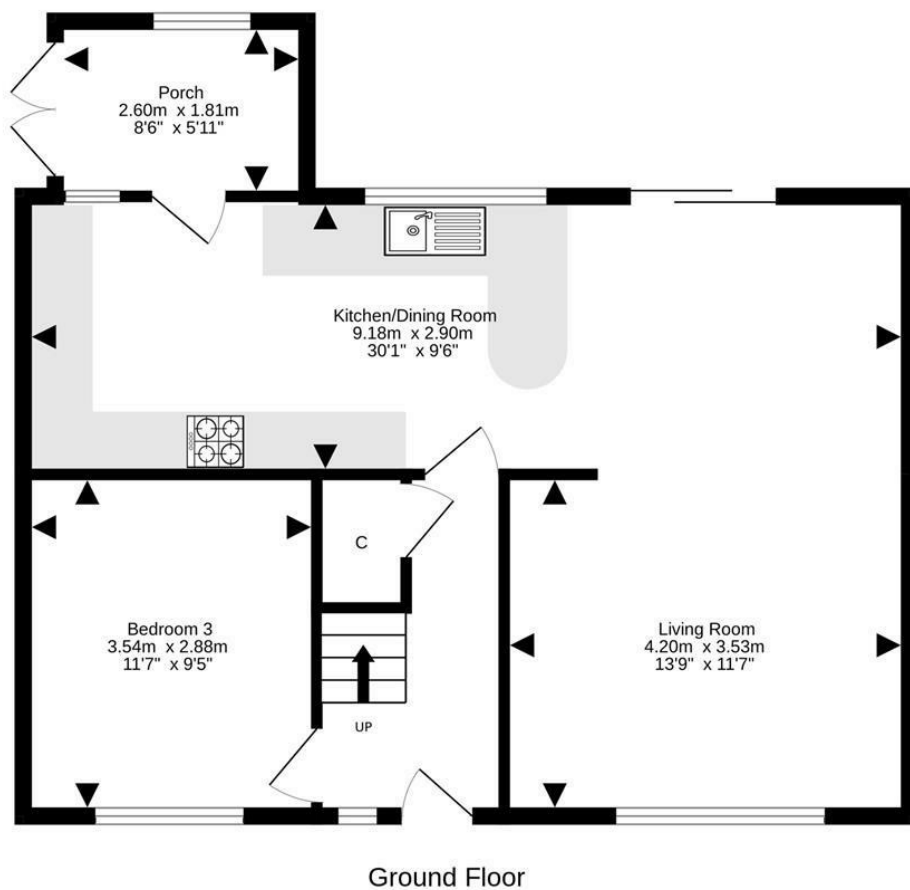 Porch
2.60m x 1.81m
8'6" x 5'11"
Kitchen/Dining Room
9.18m x 2.90m
30'1" x 9'6"
C
Bedroom 3
3.54m x 2.88m
11'7" x 9'5"
Living Room
4.20m x 3.53m
13'9" x 11'7"
UP
Ground Floor